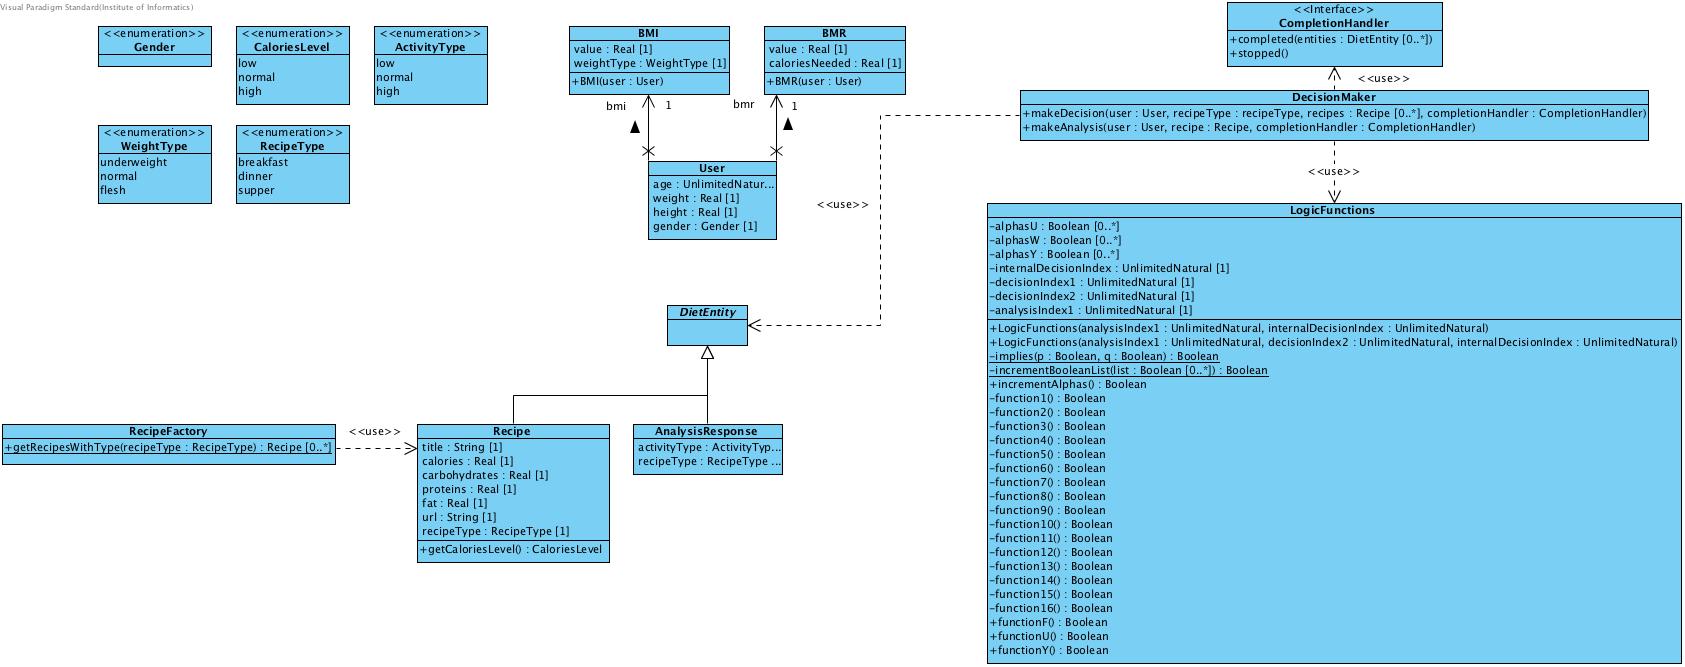 Visual Paradigm Standard(Institute of Informatics)
<<enumeration>>
Gender
<<enumeration>>
CaloriesLevel
low
normal
high
<<enumeration>>
ActivityType
low
normal
high
<<enumeration>>
WeightType
underweight
normal
flesh
<<enumeration>>
RecipeType
breakfast
dinner
supper
BMI
value : Real [1]
weightType : WeightType [1]
+BMI(user : User)
BMR
value : Real [1]
caloriesNeeded : Real [1]
+BMR(user : User)
bmi
1
bmr
1
User
age : UnlimitedNatur...
weight : Real [1]
height : Real [1]
gender : Gender [1]
<<Interface>>
CompletionHandler
+completed(entities : DietEntity [0..*])
+stopped()
<<use>>
DecisionMaker
+makeDecision(user : User, recipeType : recipeType, recipes : Recipe [0..*], completionHandler : CompletionHandler)
+makeAnalysis(user : User, recipe : Recipe, completionHandler : CompletionHandler)
<<use>>
<<use>>
LogicFunctions
-alphasU : Boolean [0..*]
-alphasW : Boolean [0..*]
-alphasY : Boolean [0..*]
-internalDecisionIndex : UnlimitedNatural [1]
-decisionIndex1 : UnlimitedNatural [1]
-decisionIndex2 : UnlimitedNatural [1]
-analysisIndex1 : UnlimitedNatural [1]
+LogicFunctions(analysisIndex1 : UnlimitedNatural, internalDecisionIndex : UnlimitedNatural)
+LogicFunctions(analysisIndex1 : UnlimitedNatural, decisionIndex2 : UnlimitedNatural, internalDecisionIndex : UnlimitedNatural)
-implies(p : Boolean, q : Boolean) : Boolean
-incrementBooleanList(list : Boolean [0..*]) : Boolean
+incrementAlphas() : Boolean
-function1() : Boolean
-function2() : Boolean
-function3() : Boolean
-function4() : Boolean
-function5() : Boolean
-function6() : Boolean
-function7() : Boolean
-function8() : Boolean
-function9() : Boolean
-function10() : Boolean
-function11() : Boolean
-function12() : Boolean
-function13() : Boolean
-function14() : Boolean
-function15() : Boolean
-function16() : Boolean
+functionF() : Boolean
+functionU() : Boolean
+functionY() : Boolean
DietEntity
RecipeFactory
+getRecipesWithType(recipeType : RecipeType) : Recipe [0..*]
<<use>>
Recipe
title : String [1]
calories : Real [1]
carbohydrates : Real [1]
proteins : Real [1]
fat : Real [1]
url : String [1]
recipeType : RecipeType [1]
+getCaloriesLevel() : CaloriesLevel
AnalysisResponse
activityType : ActivityTyp...
recipeType : RecipeType ...